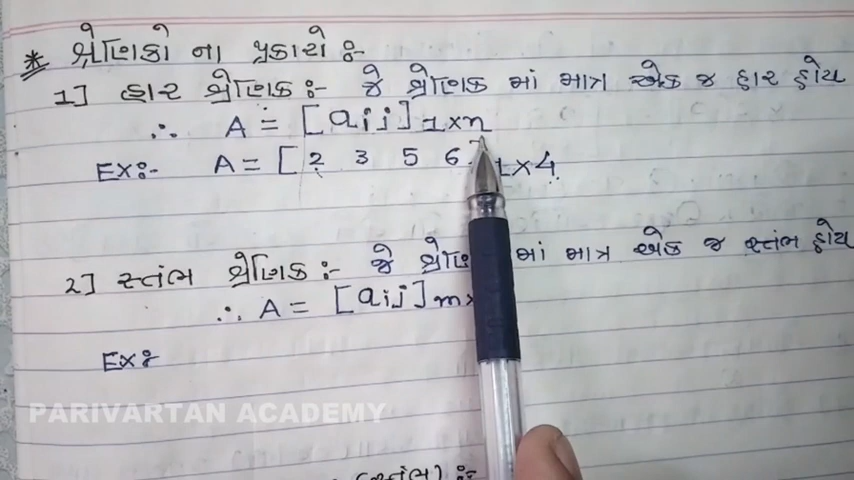 * શ્રેણિકો ના પ્રકારો :-
1] હાર શ્રેણિક :- જે શ્રેણિક માં માત્ર એક જ હાર હોય
∴ A = [aij] 1×n
EX:- A = [ 2 3 5 6 ] 1×4
2] સ્તંભ શ્રેણિક :- જે શ્રેણિ માં માત્ર એક જ સ્તંભ હોય
∴ A = [aij] m×
EX:
PARIVARTAN ACADEMY
(સ્તંભ) :-